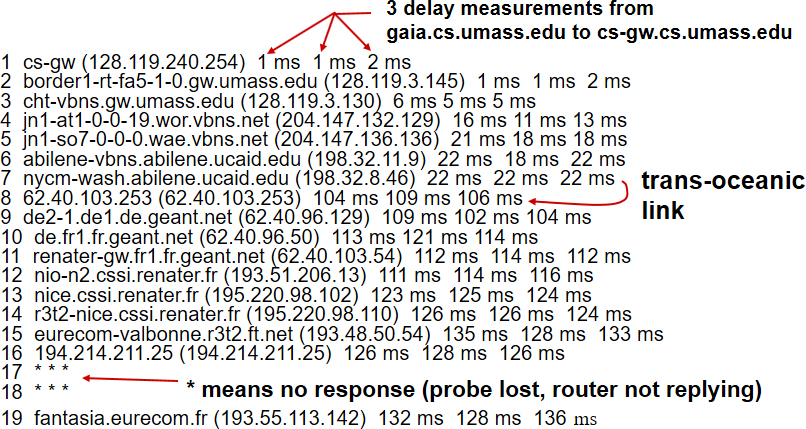 3 delay measurements from
gaia.cs.umass.edu to cs-gw.cs.umass.edu
1 cs-gw (128.119.240.254) 1 ms 1 ms 2 ms
2 border1-rt-fa5-1-0.gw.umass.edu (128.119.3.145) 1 ms 1 ms 2 ms
3 cht-vbns.gw.umass.edu (128.119.3.130) 6 ms 5 ms 5 ms
4 jn1-at1-0-0-19.wor.vbns.net (204.147.132.129) 16 ms 11 ms 13 ms
5 jn1-so7-0-0-0.wae.vbns.net (204.147.136.136) 21 ms 18 ms 18 ms
6 abilene-vbns.abilene.ucaid.edu (198.32.11.9) 22 ms 18 ms 22 ms
7 nycm-wash.abilene.ucaid.edu (198.32.8.46) 22 ms 22 ms 22 ms
trans-oceanic
link
8 62.40.103.253 (62.40.103.253) 104 ms 109 ms 106 ms
9 de2-1.de1.de.geant.net (62.40.96.129) 109 ms 102 ms 104 ms
10 de.fr1.fr.geant.net (62.40.96.50) 113 ms 121 ms 114 ms
11 renater-gw.fr1.fr.geant.net (62.40.103.54) 112 ms 114 ms 112 ms
12 nio-n2.cssi.renater.fr (193.51.206.13) 111 ms 114 ms 116 ms
13 nice.cssi.renater.fr (195.220.98.102) 123 ms 125 ms 124 ms
14 r3t2-nice.cssi.renater.fr (195.220.98.110) 126 ms 126 ms 124 ms
15 eurecom-valbonne.r3t2.ft.net (193.48.50.54) 135 ms 128 ms 133 ms
16 194.214.211.25 (194.214.211.25) 126 ms 128 ms 126 ms
17 * * *
18 * * *
* means no response (probe lost, router not replying)
19 fantasia.eurecom.fr (193.55.113.142) 132 ms 128 ms 136 ms